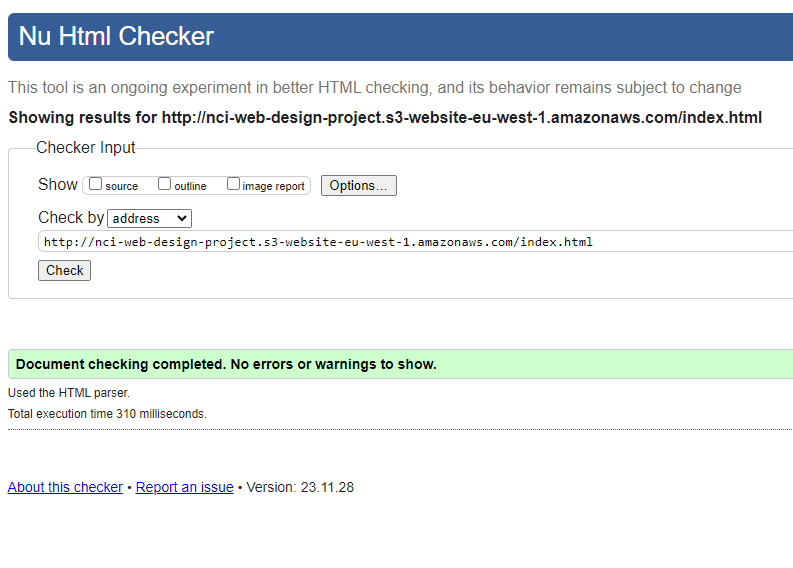 Nu Html Checker
This tool is an ongoing experiment in better HTML checking, and its behavior remains subject to change
Showing results for http://nci-web-design-project.s3-website-eu-west-1.amazonaws.com/index.html
Checker Input
Show source outline image report Options...
Check by address
http://nci-web-design-project.s3-website-eu-west-1.amazonaws.com/index.html
Check
Document checking completed. No errors or warnings to show.
Used the HTML parser.
Total execution time 310 milliseconds.
About this checker • Report an issue • Version: 23.11.28